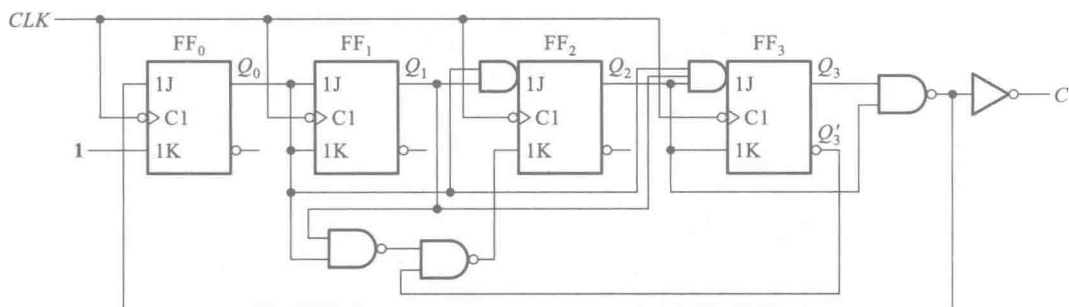 CLK
FF₀
FF₁
FF₂
FF₃
1J
Q₀
1J
Q₁
1J
Q₂
1J
Q₃
C
C1
C1
C1
C1
Q₃′
1
1K
1K
1K
1K